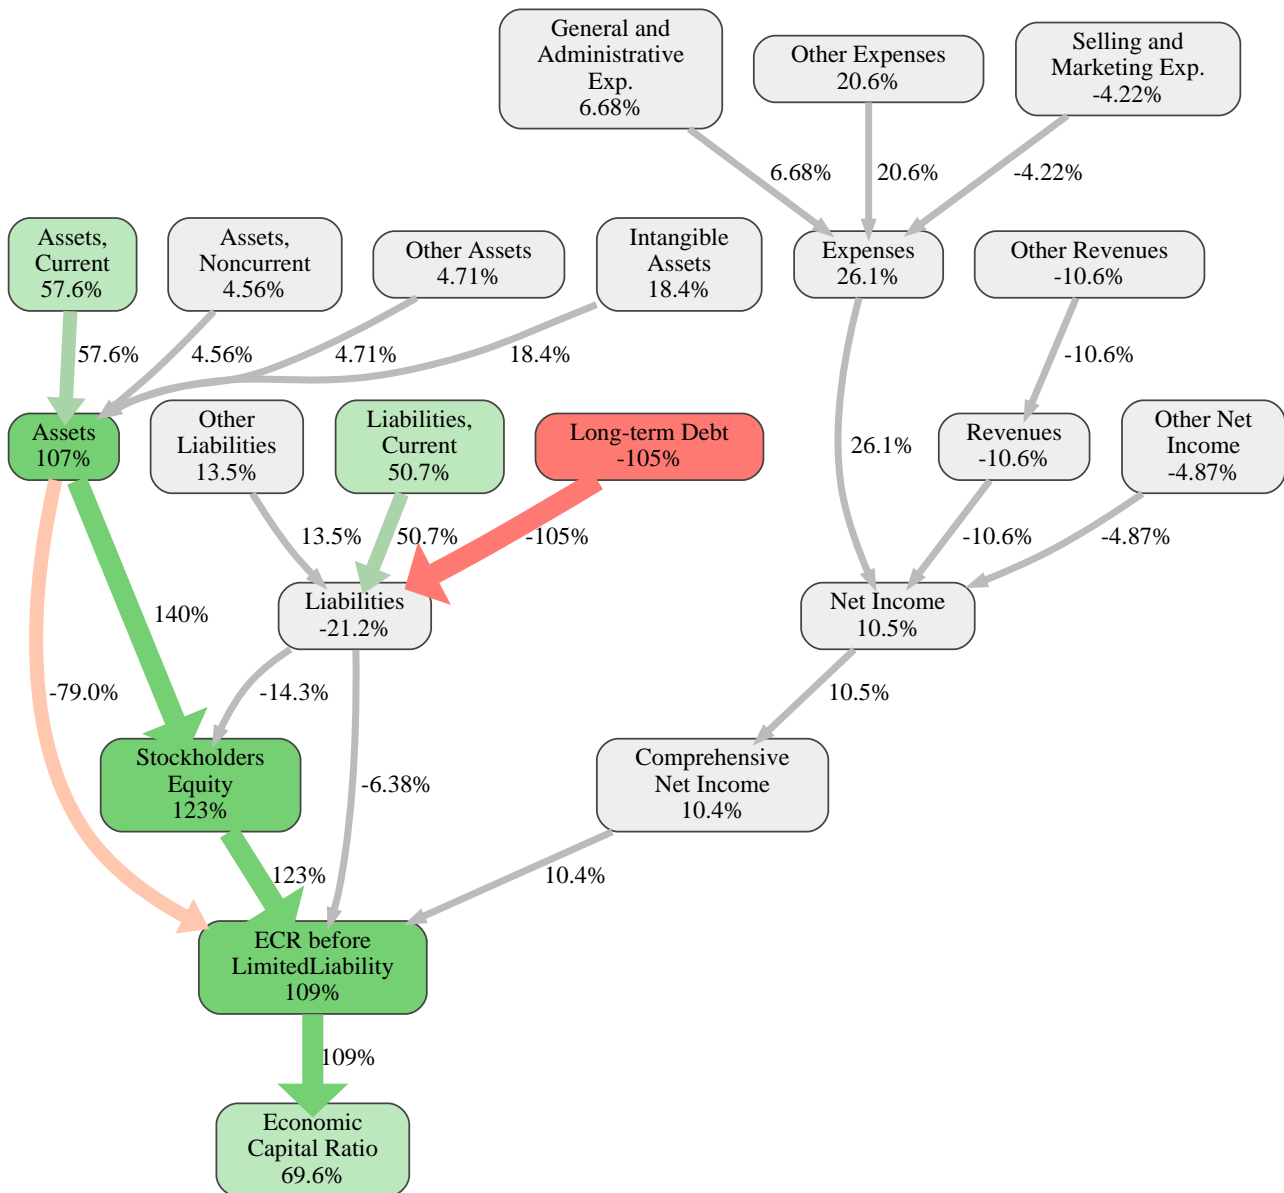 General and
Administrative
Exp.
6.68%
Other Expenses
20.6%
Selling and
Marketing Exp.
-4.22%
6.68%
20.6%
-4.22%
Assets,
Current
57.6%
Assets,
Noncurrent
4.56%
Other Assets
4.71%
Intangible
Assets
18.4%
Expenses
26.1%
Other Revenues
-10.6%
57.6%
4.56%
4.71%
18.4%
-10.6%
Assets
107%
Other
Liabilities
13.5%
Liabilities,
Current
50.7%
Long-term Debt
-105%
26.1%
Revenues
-10.6%
Other Net
Income
-4.87%
13.5%
50.7%
-105%
-10.6%
-4.87%
140%
Liabilities
-21.2%
Net Income
10.5%
-79.0%
-14.3%
10.5%
Stockholders
Equity
123%
-6.38%
Comprehensive
Net Income
10.4%
123%
10.4%
ECR before
LimitedLiability
109%
109%
Economic
Capital Ratio
69.6%